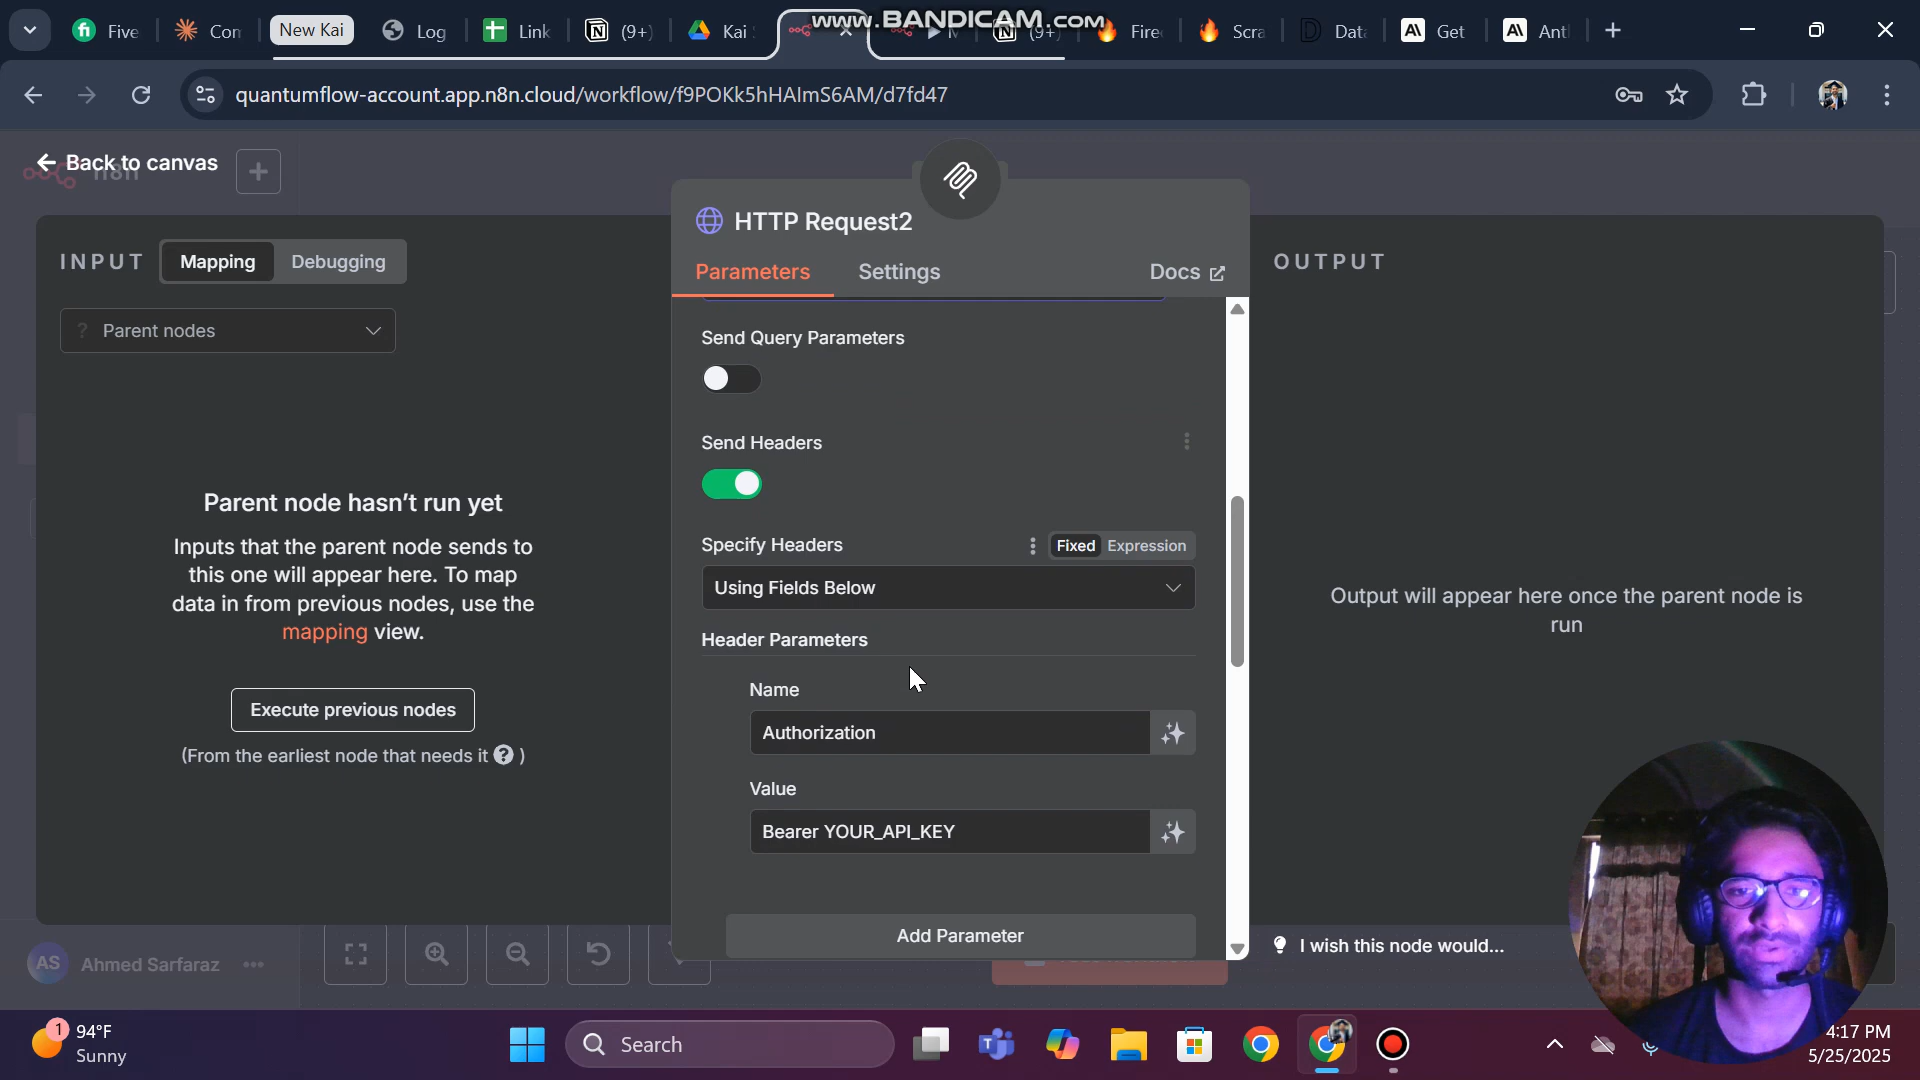 www.BANDICAM.com
Five
Con
New Kai
Log
Link
(9+)
Kai
M
(9+
Fire
Scra
Data
Get
Ant
quantumflow-account.app.n8n.cloud/workflow/f9POKk5hHAlmS6AM/d7fd47
Back to canvas
n8n
HTTP Request2
INPUT
Mapping
Debugging
Parameters
Settings
Docs
OUTPUT
Parent nodes
Send Query Parameters
Send Headers
Parent node hasn't run yet
Inputs that the parent node sends to
this one will appear here. To map
data in from previous nodes, use the
mapping view.
Specify Headers
Fixed
Expression
Using Fields Below
Output will appear here once the parent node is
run
Header Parameters
Name
Authorization
Execute previous nodes
(From the earliest node that needs it ? )
Value
Bearer YOUR_API_KEY
Add Parameter
I wish this node would...
AS
Ahmed Sarfaraz
1
94°F
Sunny
Search
4:17 PM
5/25/2025